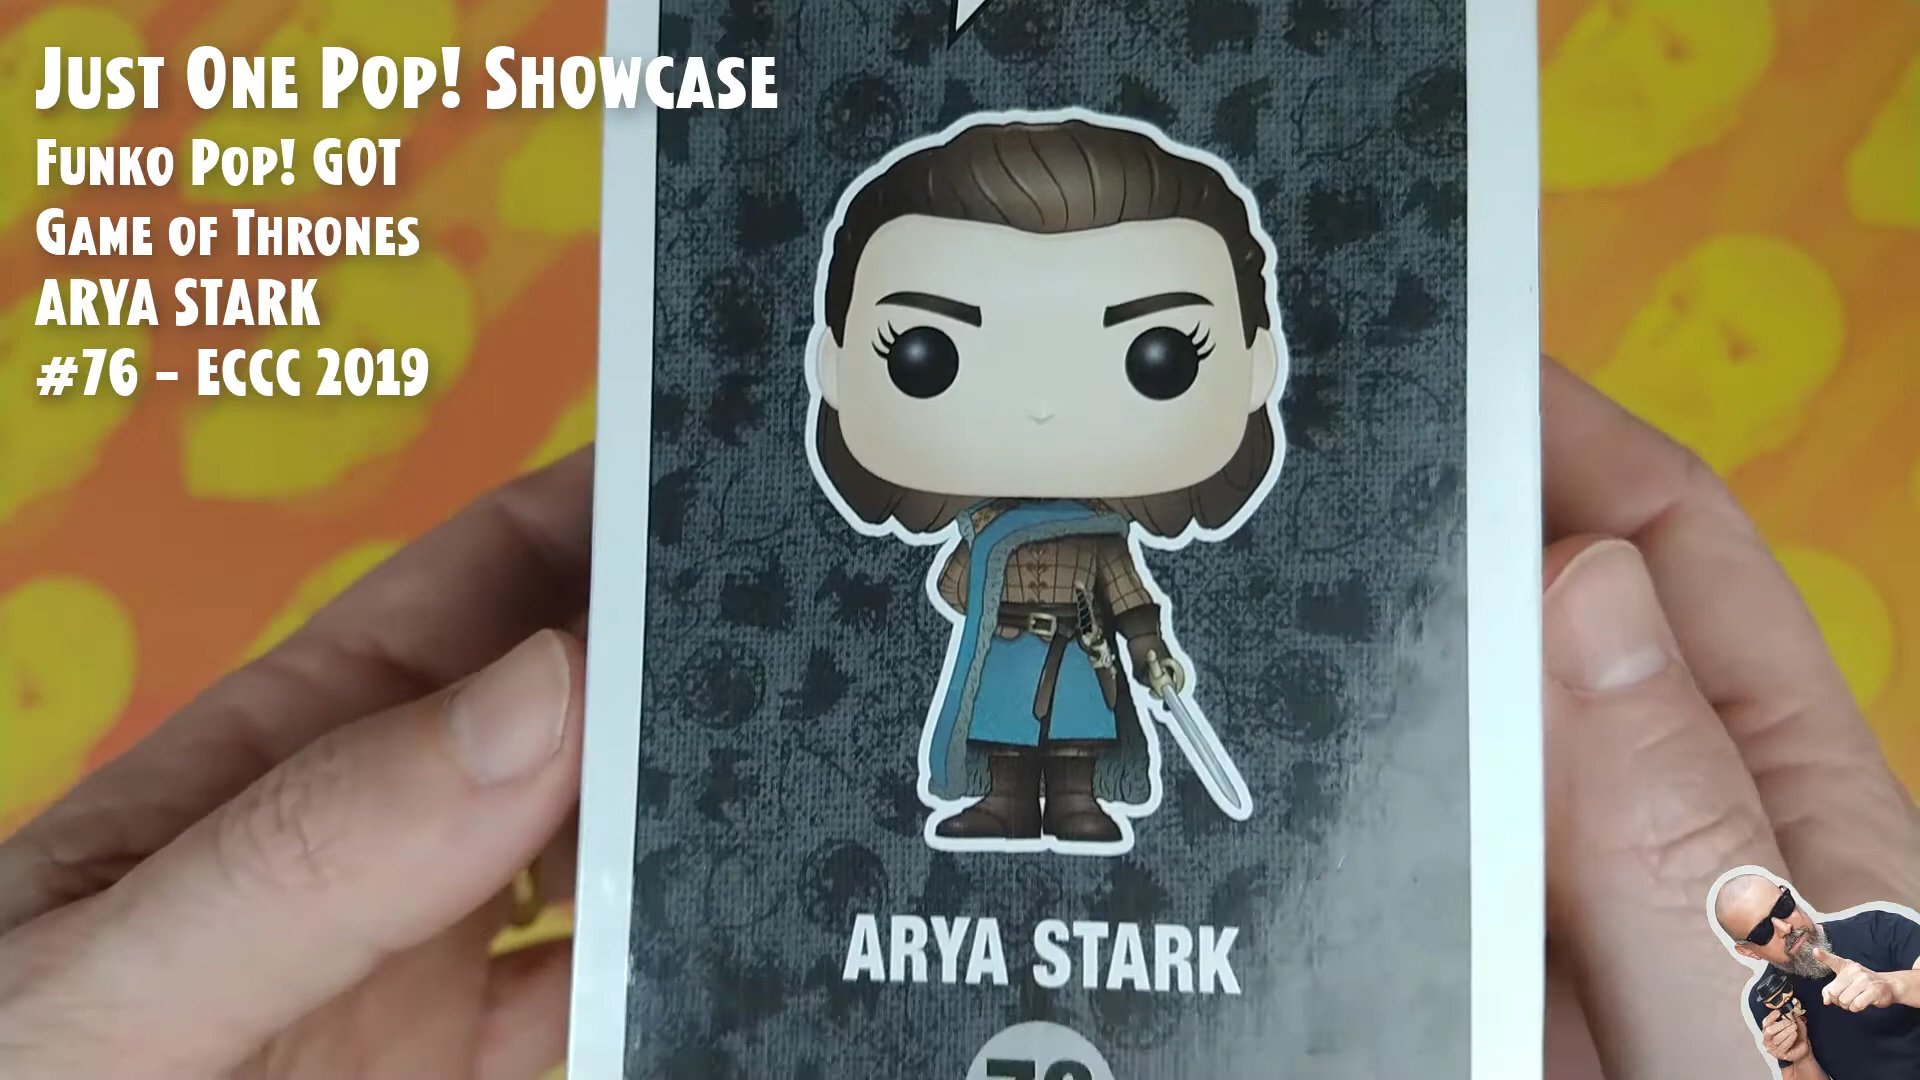 Just One Pop! Showcase
Funko Pop! GOT
Game of Thrones
ARYA STARK
#76 - ECCC 2019
ARYA STARK